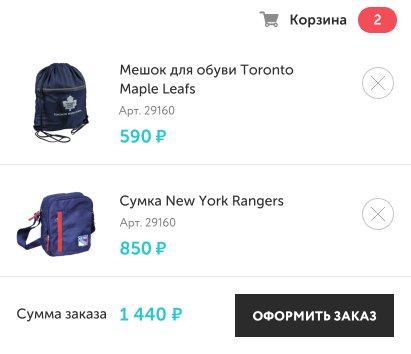 Корзина 2
Мешок для обуви Toronto
Maple Leafs
Арт. 29160
590 ₽
Сумка New York Rangers
Арт. 29160
850 ₽
Сумма заказа 1 440 ₽ ОФОРМИТЬ ЗАКАЗ